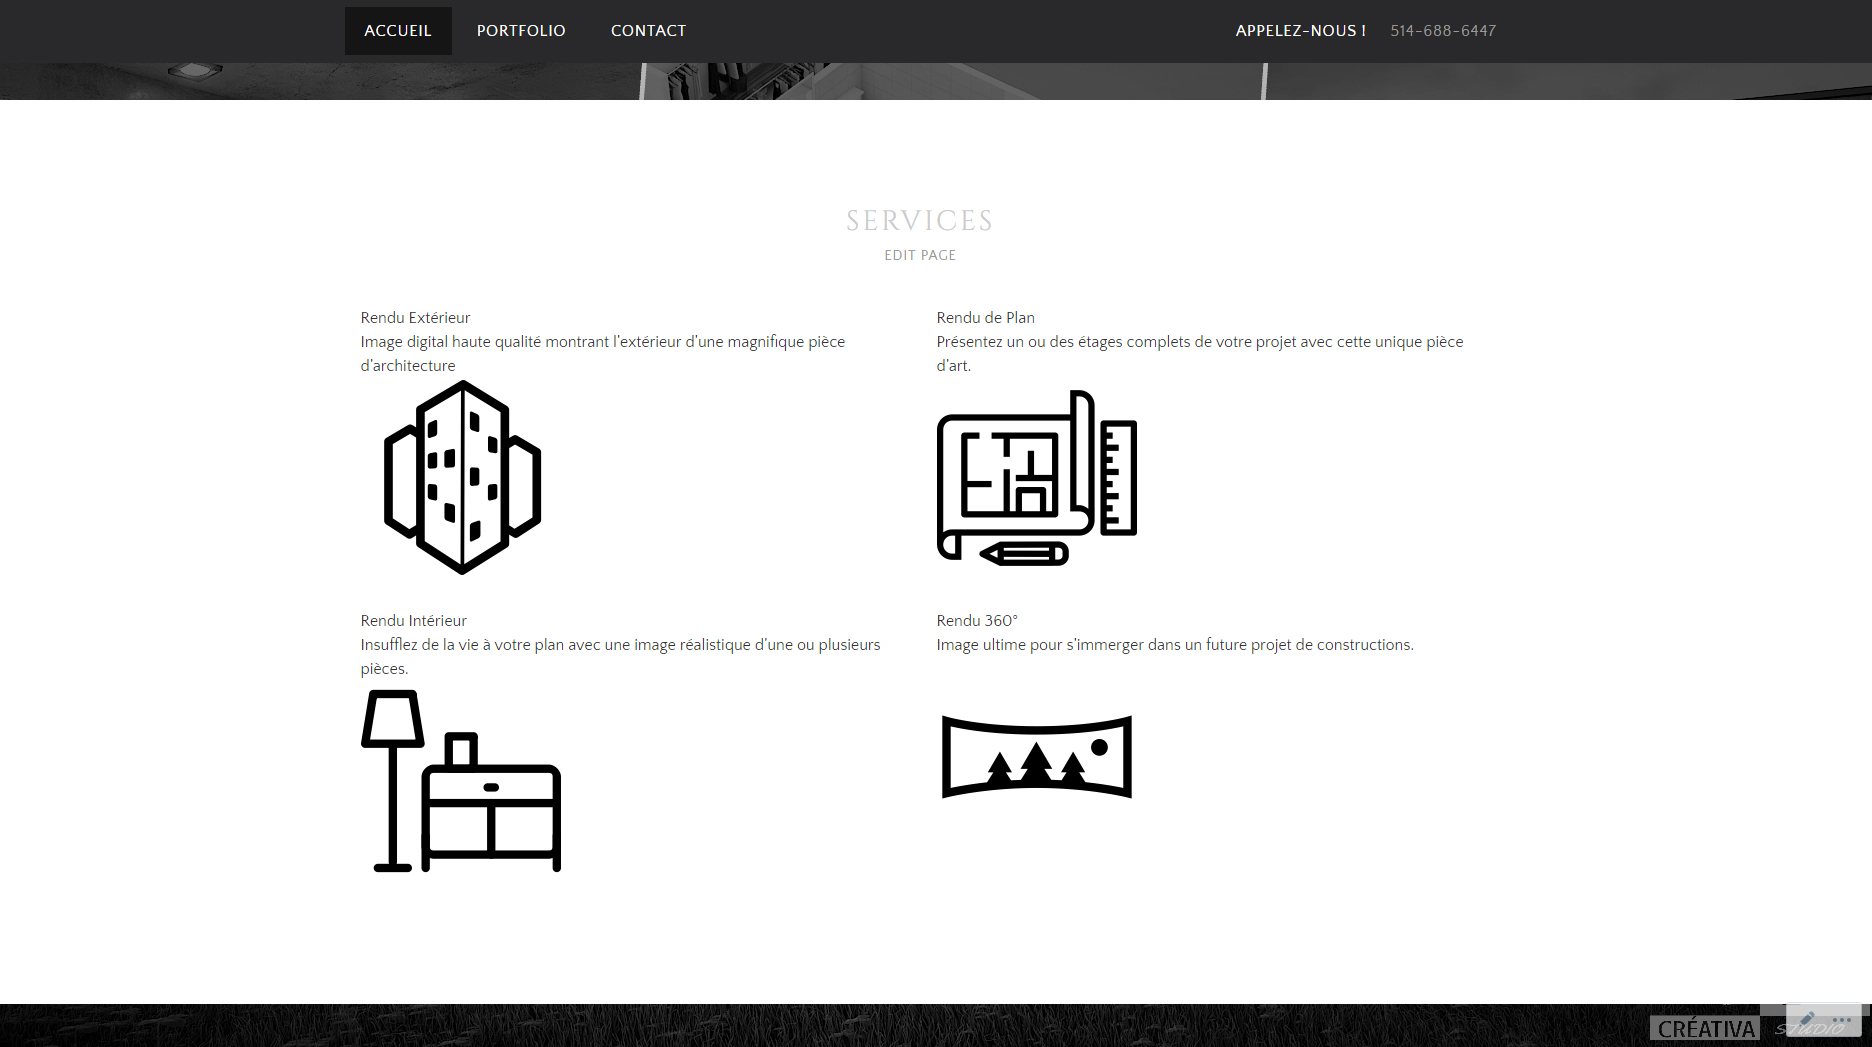 ACCUEIL PORTFOLIO CONTACT APPELEZ-NOUS ! 514-688-6447
SERVICES
EDIT PAGE
Rendu Extérieur
Image digital haute qualité montrant l'extérieur d'une magnifique pièce
d'architecture
Rendu de Plan
Présentez un ou des étages complets de votre projet avec cette unique pièce
d'art.
Rendu Intérieur
Insufflez de la vie à votre plan avec une image réalistique d'une ou plusieurs
pièces.
Rendu 360°
Image ultime pour s'immerger dans un future projet de constructions.
CRÉATIVA STUDIO